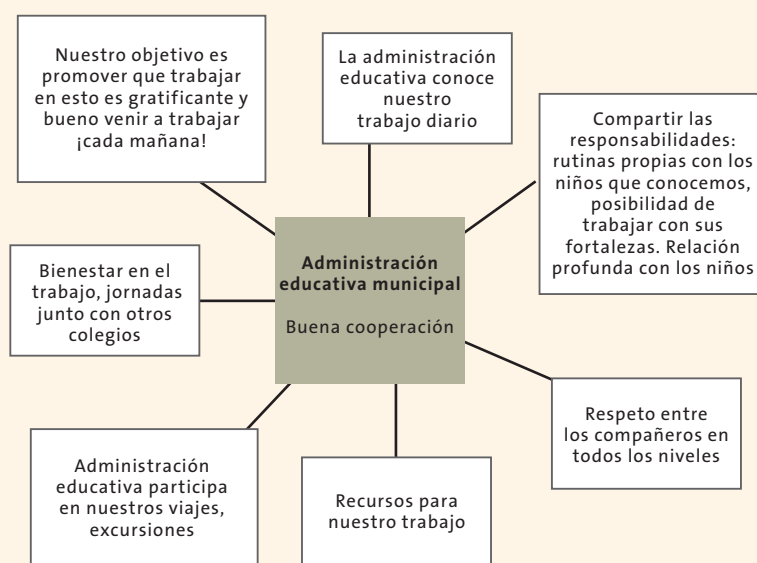 Nuestro objetivo es
promover que trabajar
en esto es gratificante y
bueno venir a trabajar
¡cada mañana!
La administración
educativa conoce
nuestro
trabajo diario
Compartir las
responsabilidades:
rutinas propias con los
niños que conocemos,
posibilidad de
trabajar con sus
fortalezas. Relación
profunda con los niños
Administración
educativa municipal
Buena cooperación
Bienestar en el
trabajo, jornadas
junto con otros
colegios
Respeto entre
los compañeros en
todos los niveles
Administración
educativa participa
en nuestros viajes,
excursiones
Recursos para
nuestro trabajo